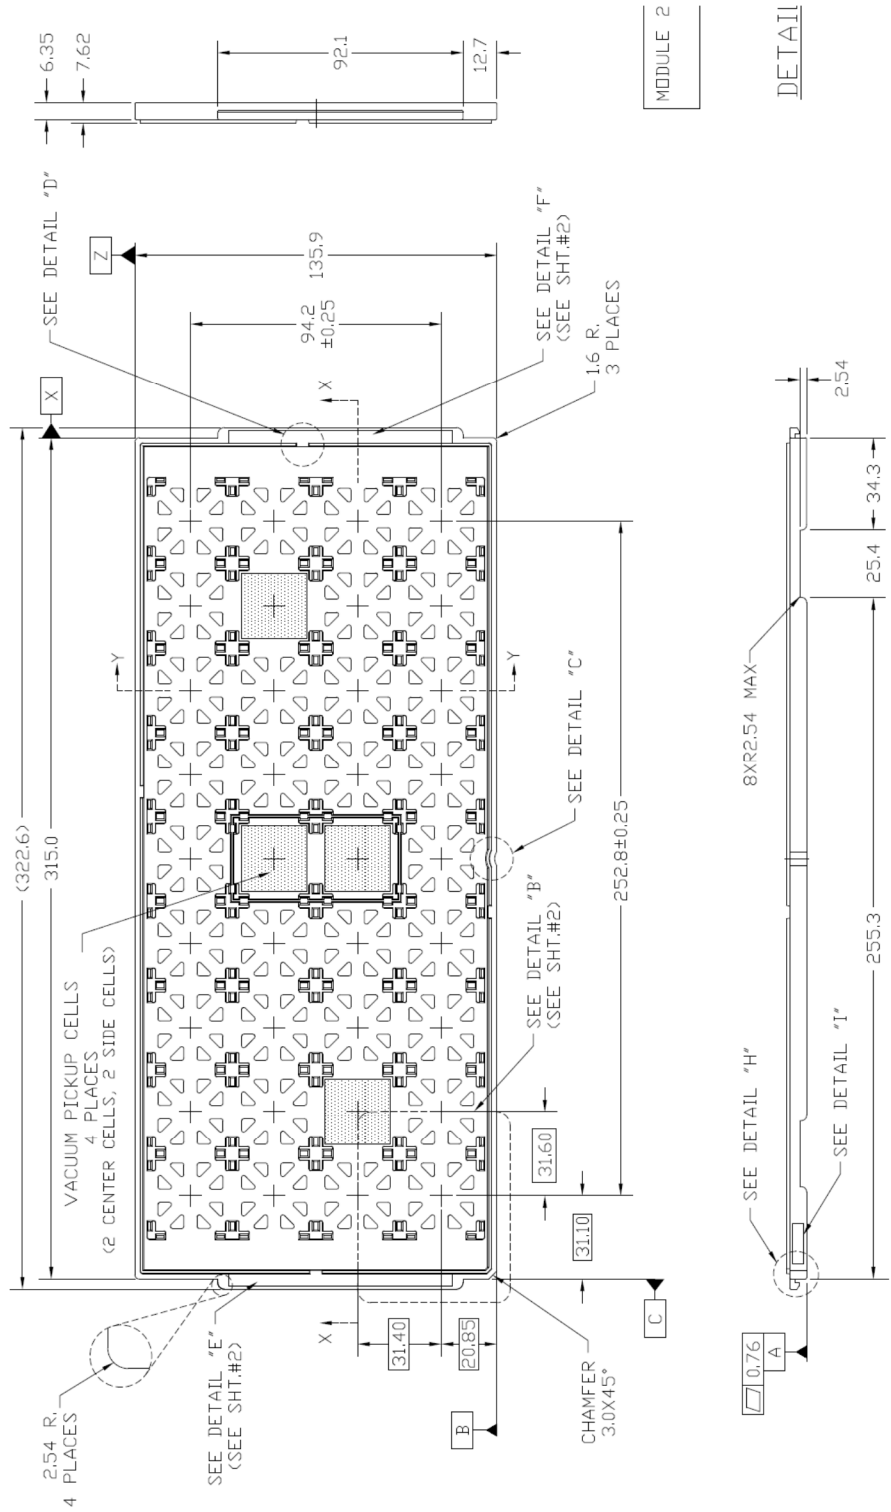 2.54 R.
4 PLACES
VACUUM PICKUP CELLS
4 PLACES
(2 CENTER CELLS, 2 SIDE CELLS)
(322.6)
315.0
X
SEE DETAIL "D"
Z
6.35
7.62
92.1
12.7
135.9
94.2
±0.25
X
Y
Y
SEE DETAIL "F"
(SEE SHT.#2)
1.6 R.
3 PLACES
SEE DETAIL "C"
SEE DETAIL "B"
(SEE SHT.#2)
252.8±0.25
31.60
31.10
SEE DETAIL "E"
(SEE SHT.#2)
X
31.40
20.85
B
CHAMFER
3.0X45°
C
MODULE 2
DETAIL
0.76
A
SEE DETAIL "H"
SEE DETAIL "I"
8XR2.54 MAX
255.3
25.4
34.3
2.54